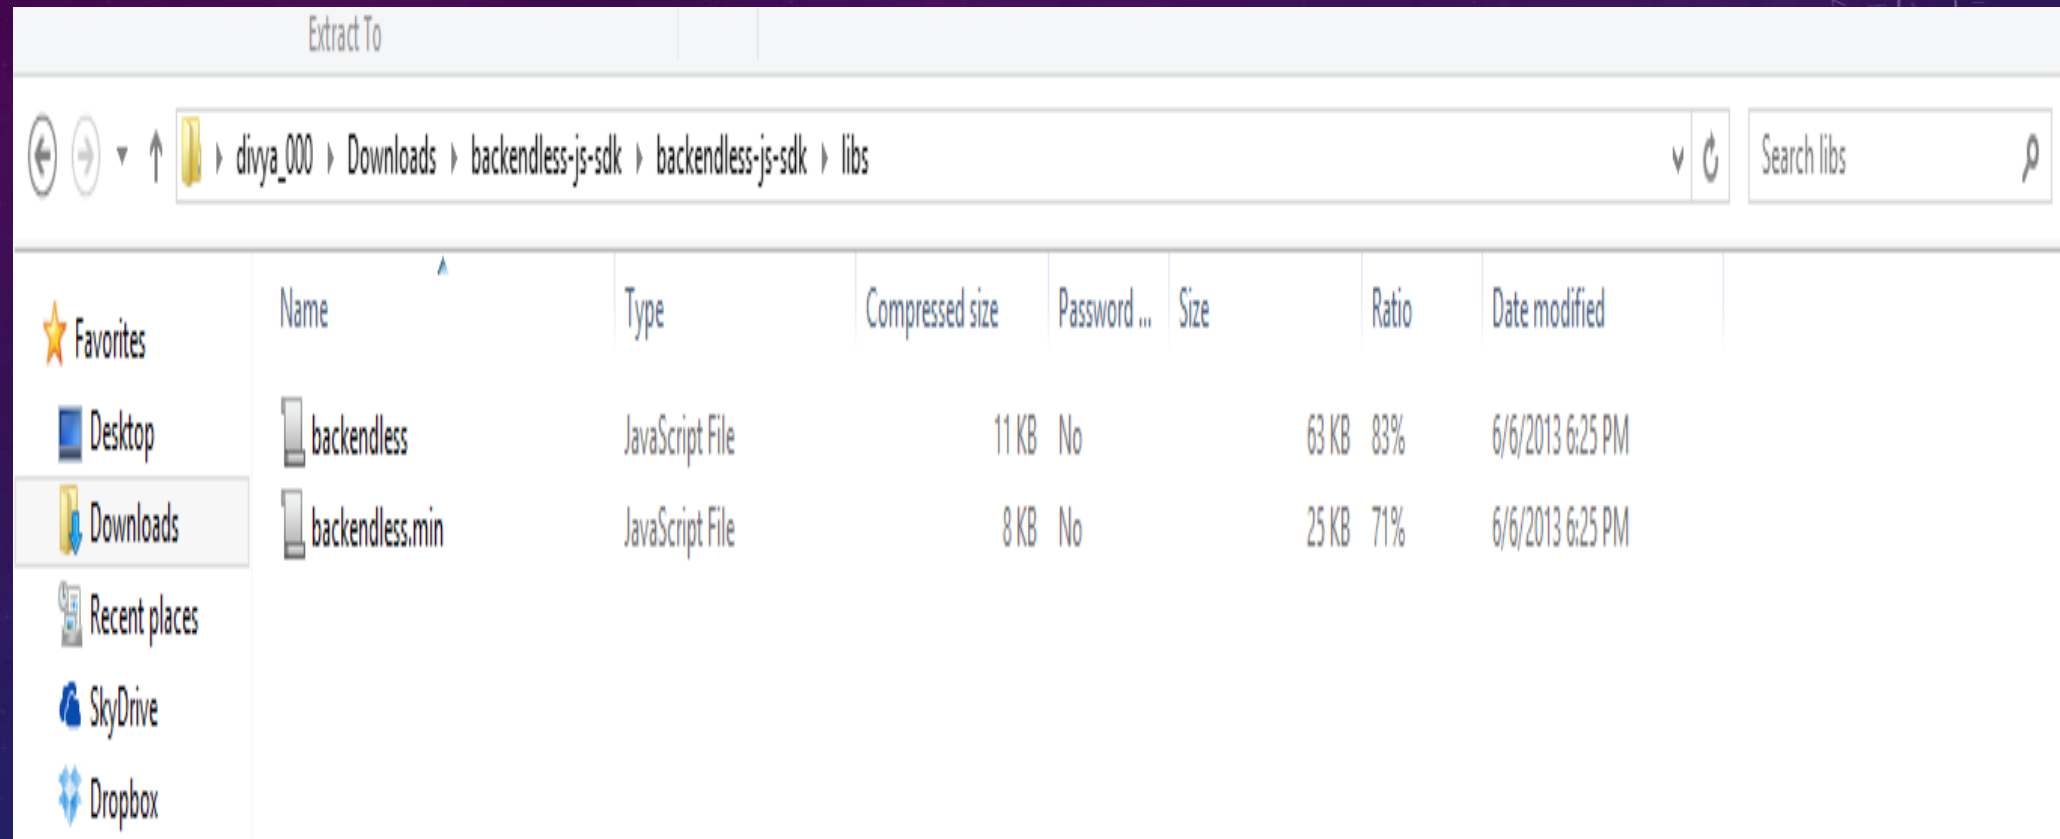 Extract To
divya_000 Downloads backendless-js-sdk backendless-js-sdk libs Search libs
Name Type Compressed size Password ... Size Ratio Date modified
Favorites
Desktop backendless JavaScript File 11 KB No 63 KB 83% 6/6/2013 6:25 PM
Downloads backendless.min JavaScript File 8 KB No 25 KB 71% 6/6/2013 6:25 PM
Recent places
SkyDrive
Dropbox